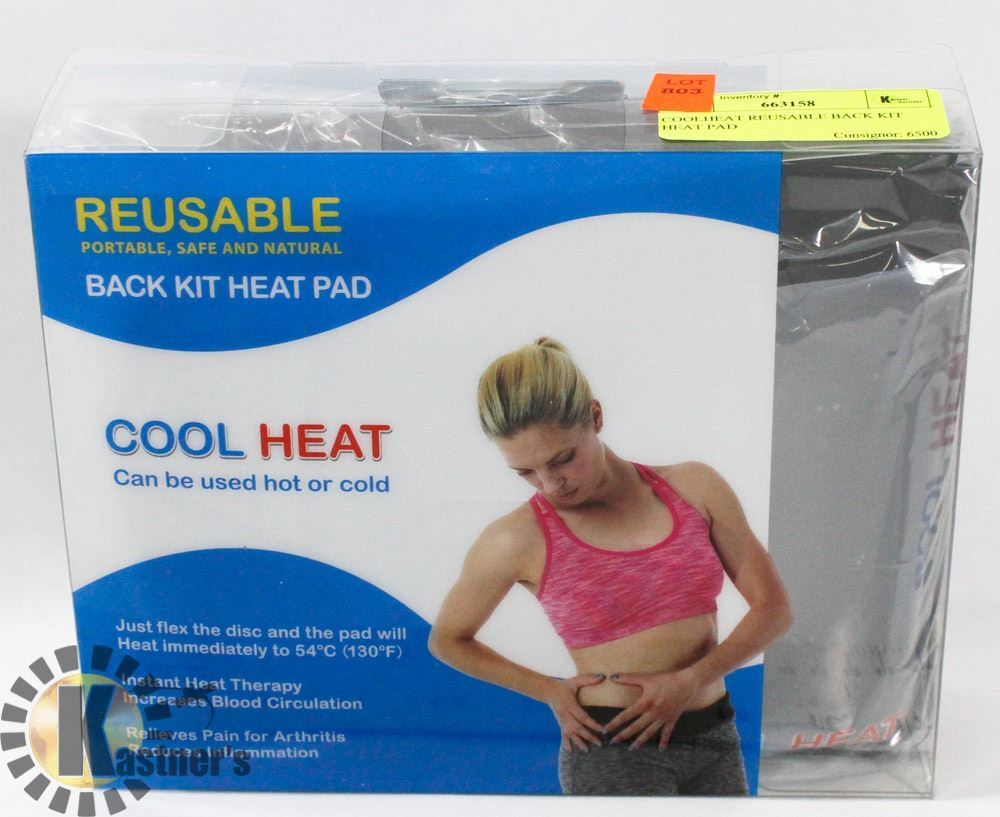 LOT
803
Inventory #
663158
COOLHEAT REUSABLE BACK KIT
HEAT PAD
Consignor: 6500
REUSABLE
PORTABLE, SAFE AND NATURAL
BACK KIT HEAT PAD
COOL HEAT
Can be used hot or cold
Just flex the disc and the pad will
Heat immediately to 54°C (130°F)
Instant Heat Therapy
Increases Blood Circulation
Relieves Pain for Arthritis
Reduces Inflammation
COOL HEAT
HEAT
Kastner's